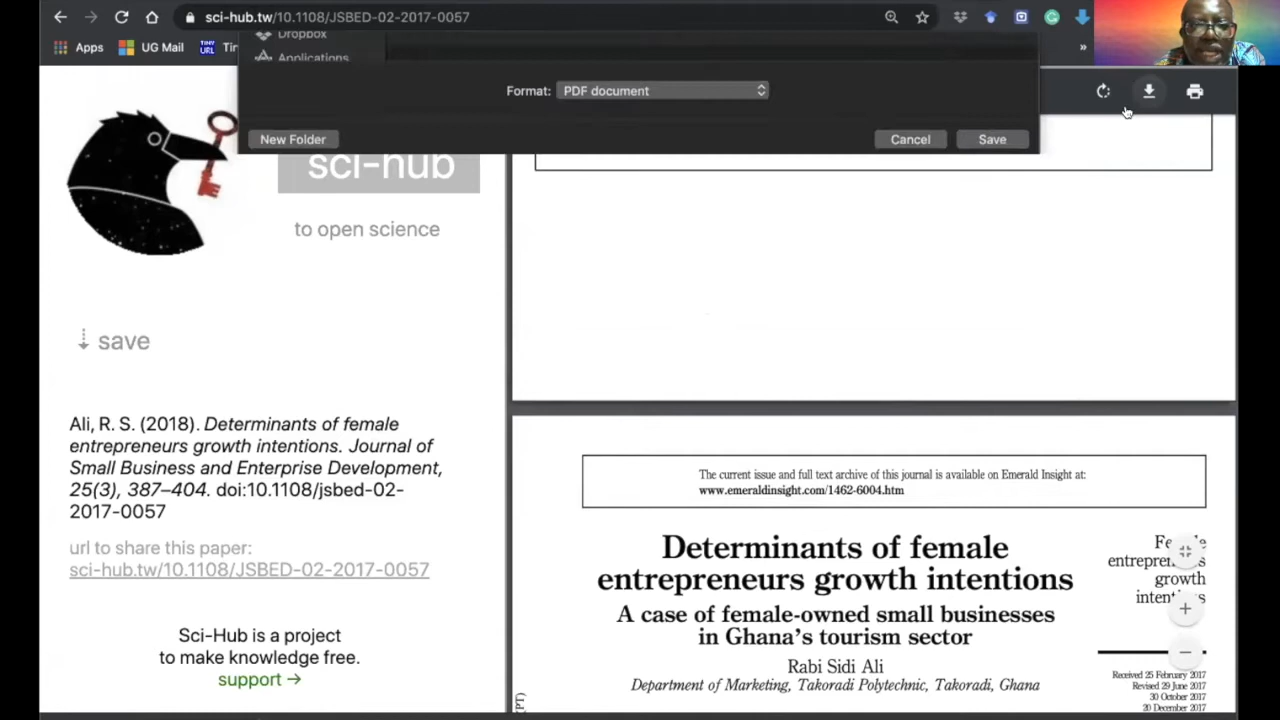 sci-hub.tw/10.1108/JSBED-02-2017-0057
Apps
UG Mail
TINY URL
Dropbox
Applications
Format: PDF document
New Folder
Cancel
Save
sci-hub
to open science
save
Ali, R. S. (2018). Determinants of female
entrepreneurs growth intentions. Journal of
Small Business and Enterprise Development,
25(3), 387–404. doi:10.1108/jsbed-02-
2017-0057
url to share this paper:
sci-hub.tw/10.1108/JSBED-02-2017-0057
Sci-Hub is a project
to make knowledge free.
support →
The current issue and full text archive of this journal is available on Emerald Insight at:
www.emeraldinsight.com/1462-6004.htm
Determinants of female
entrepreneurs growth intentions
A case of female-owned small businesses
in Ghana's tourism sector
Rabi Sidi Ali
Department of Marketing, Takoradi Polytechnic, Takoradi, Ghana
growth
Received 25 February 2017
Revised 29 June 2017
30 October 2017
20 December 2017
PT)